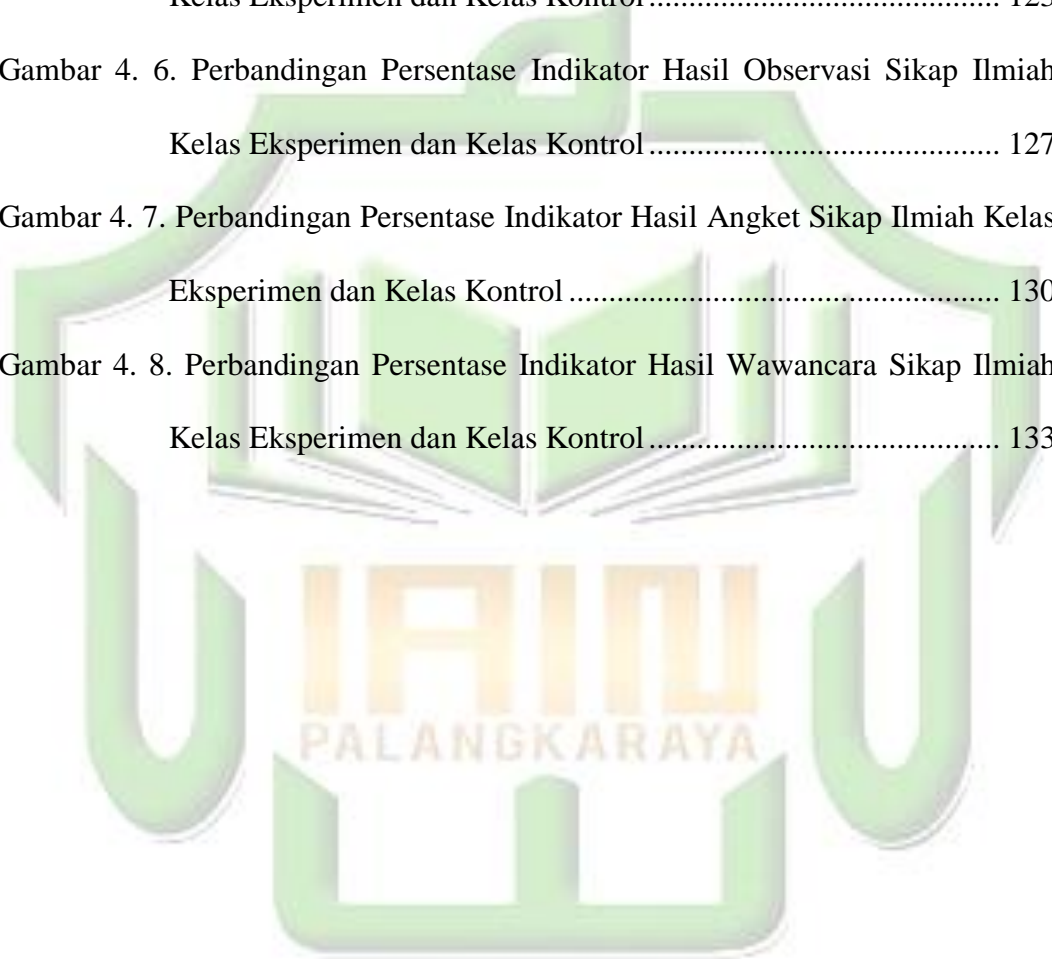 Kelas Eksperimen dan Kelas Kontrol .......................................... 123
Gambar 4. 6. Perbandingan Persentase Indikator Hasil Observasi Sikap Ilmiah
Kelas Eksperimen dan Kelas Kontrol .......................................... 127
Gambar 4. 7. Perbandingan Persentase Indikator Hasil Angket Sikap Ilmiah Kelas
Eksperimen dan Kelas Kontrol .................................................... 130
Gambar 4. 8. Perbandingan Persentase Indikator Hasil Wawancara Sikap Ilmiah
Kelas Eksperimen dan Kelas Kontrol .......................................... 133
IAIN
PALANGKARAYA